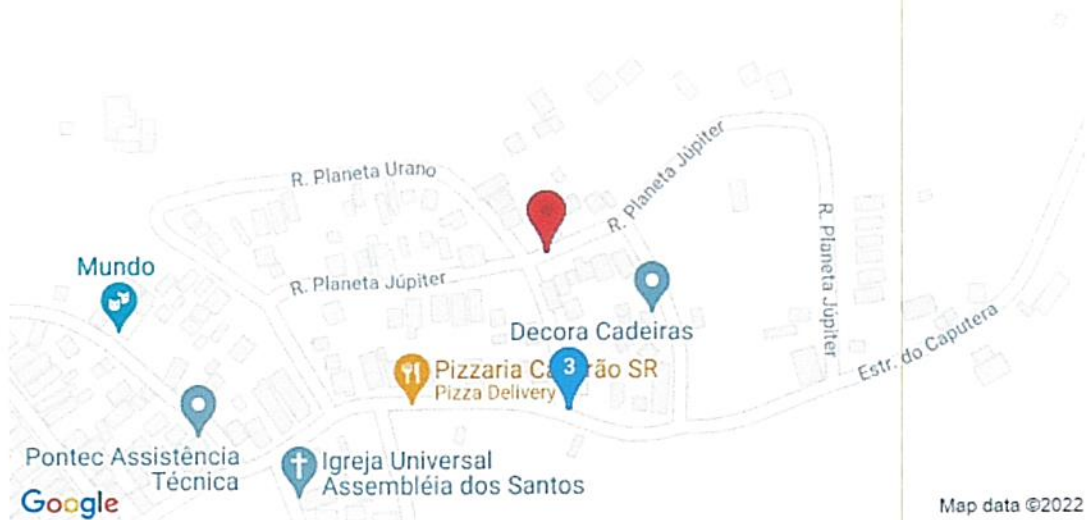 R. Planeta Urano
R. Planeta Júpiter
R. Planeta Júpiter
R. Planeta Júpiter
Mundo
Decora Cadeiras
Estr. do Caputera
3
Pizzaria
SR
Pizza Delivery
Pontec Assistência
Técnica
Igreja Universal
Assembléia dos Santos
Google
Map data ©2022